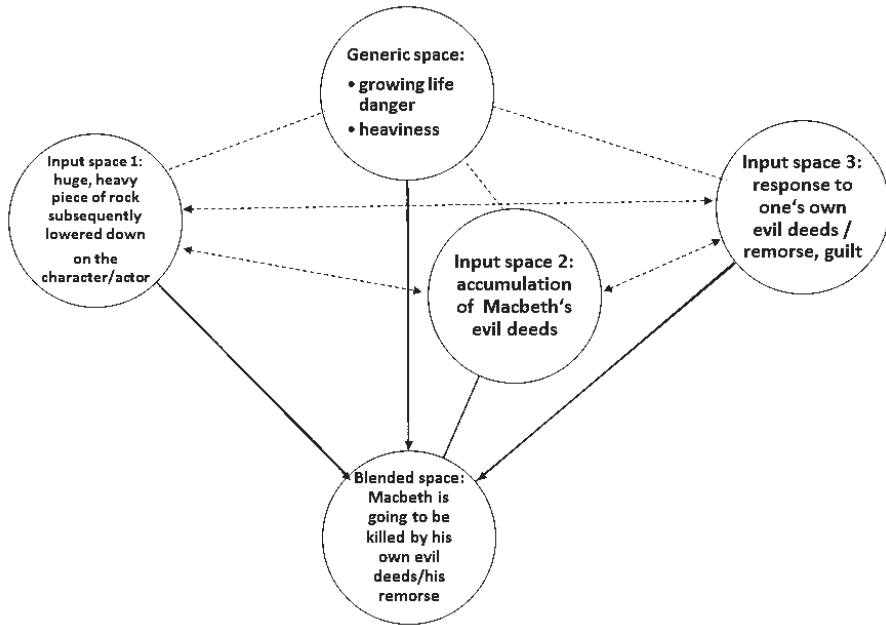 Generic space:
• growing life
danger
• heaviness
Input space 1:
huge, heavy
piece of rock
subsequently
lowered down
on the
character/actor
Input space 2:
accumulation
of Macbeth‘s
evil deeds
Input space 3:
response to
one‘s own
evil deeds /
remorse, guilt
Blended space:
Macbeth is
going to be
killed by his
own evil
deeds/his
remorse